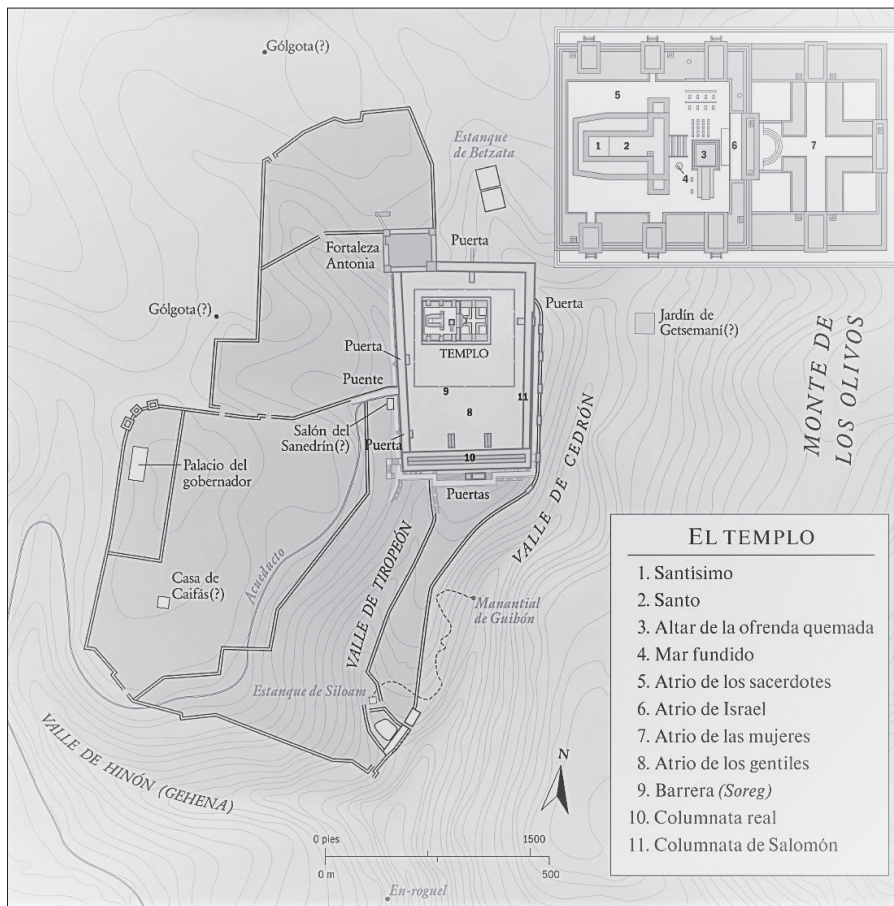 Gólgota(?)
Estanque
de Betzata
5
1
2
3
4
6
7
Fortaleza
Antonia
Puerta
Puerta
Gólgota(?)
Jardín de
Getsemaní(?)
MONTE DE
LOS OLIVOS
TEMPLO
Puerta
Puente
9
11
8
Salón del
Sanedrín(?)
Puerta
10
Palacio del
gobernador
Puertas
VALLE DE CEDRÓN
VALLE DE TIROPEÓN
Acueducto
Casa de
Caifás(?)
Manantial
de Guihón
Estanque de Siloam
VALLE DE HINÓN (GEHENA)
N
0 pies 1500
0 m 500
En-roguel
EL TEMPLO
1. Santísimo
2. Santo
3. Altar de la ofrenda quemada
4. Mar fundido
5. Atrio de los sacerdotes
6. Atrio de Israel
7. Atrio de las mujeres
8. Atrio de los gentiles
9. Barrera (Soreg)
10. Columnata real
11. Columnata de Salomón